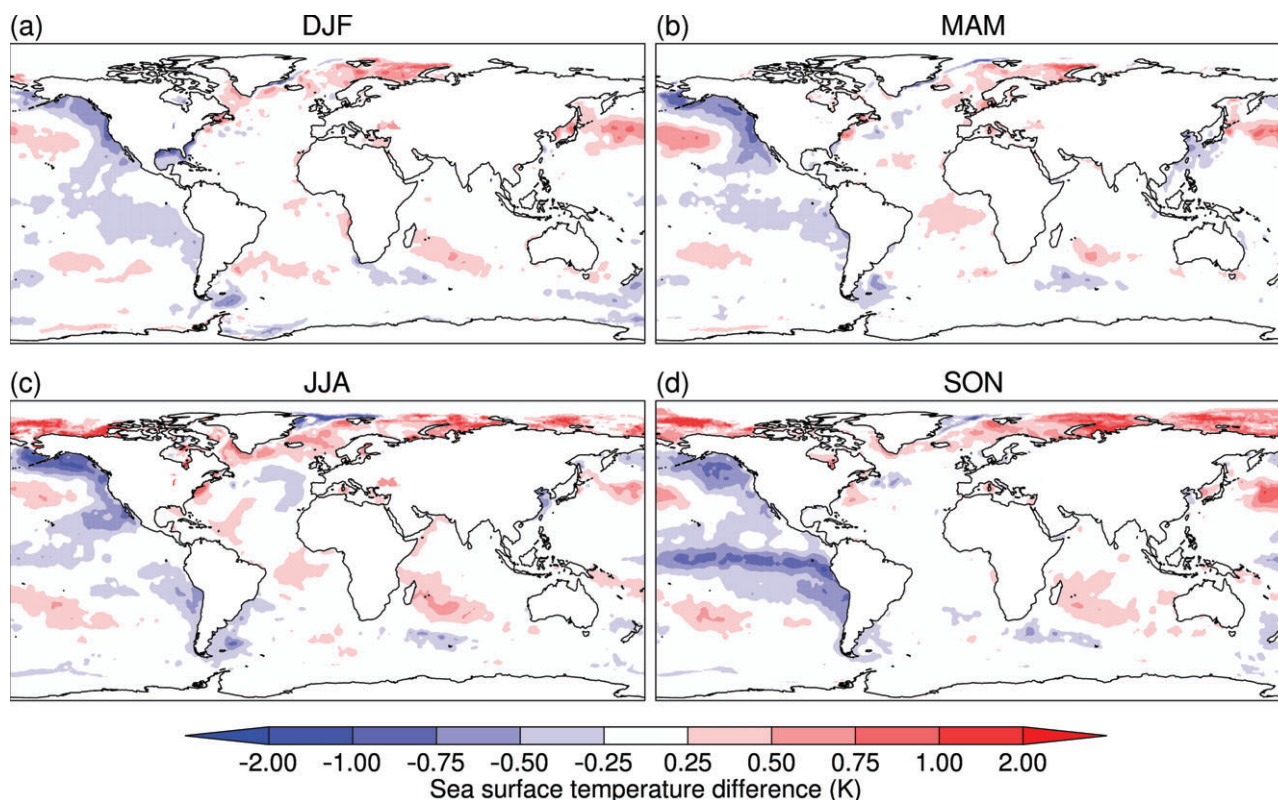 (a) DJF
(b) MAM
(c) JJA
(d) SON
-2.00 -1.00 -0.75 -0.50 -0.25 0.25 0.50 0.75 1.00 2.00
Sea surface temperature difference (K)